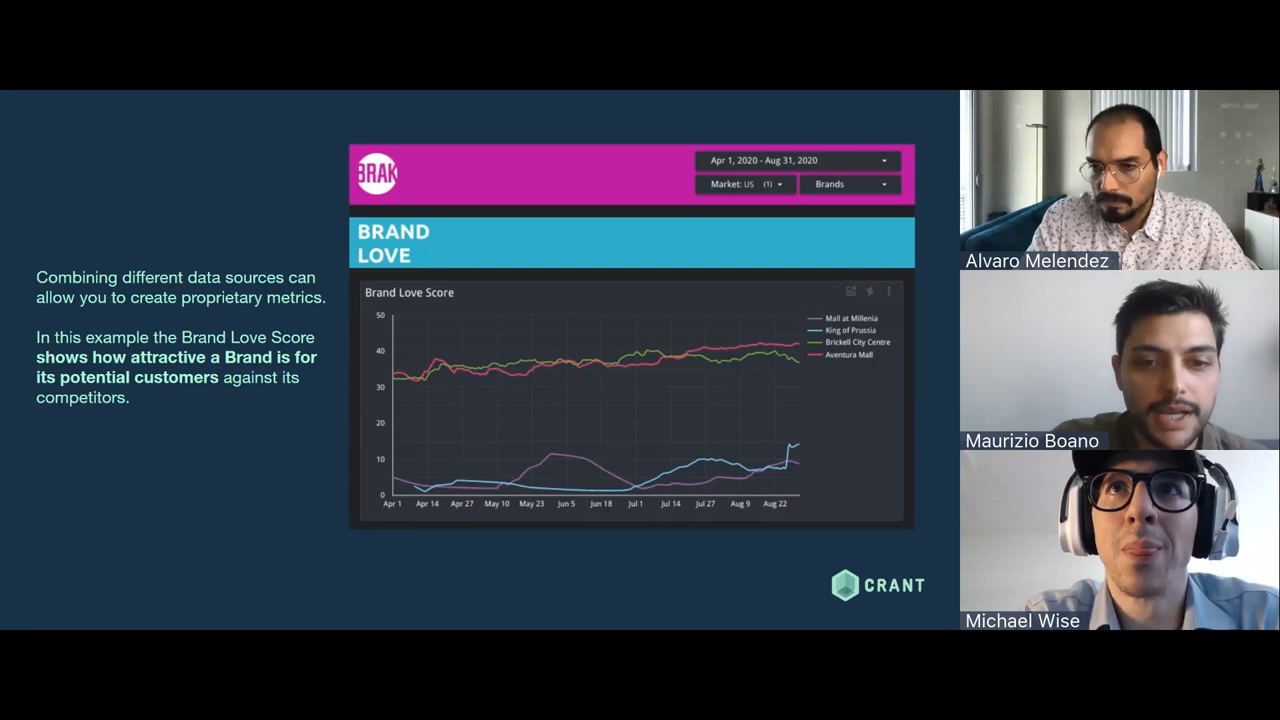 Combining different data sources can
allow you to create proprietary metrics.
In this example the Brand Love Score
shows how attractive a Brand is for
its potential customers against its
competitors.
BRAK
Apr 1, 2020 - Aug 31, 2020
Market: US (1)
Brands
BRAND
LOVE
Brand Love Score
50
40
30
20
10
0
Apr 1 Apr 14 Apr 27 May 10 May 23 Jun 5 Jun 18 Jul 1 Jul 14 Jul 27 Aug 9 Aug 22
Mall at Millenia
King of Prussia
Brickell City Centre
Aventura Mall
CRANT
Alvaro Melendez
Maurizio Boano
Michael Wise